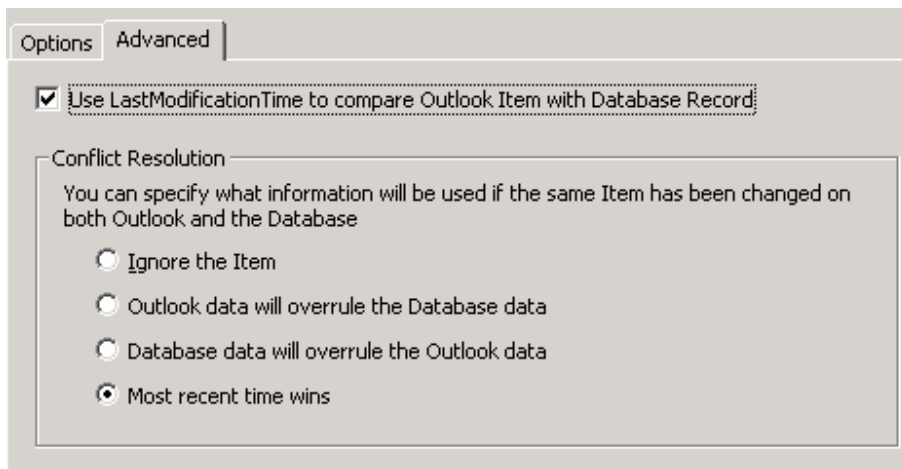 Options
Advanced
Use LastModificationTime to compare Outlook Item with Database Record
Conflict Resolution
You can specify what information will be used if the same Item has been changed on
both Outlook and the Database
Ignore the Item
Outlook data will overrule the Database data
Database data will overrule the Outlook data
Most recent time wins